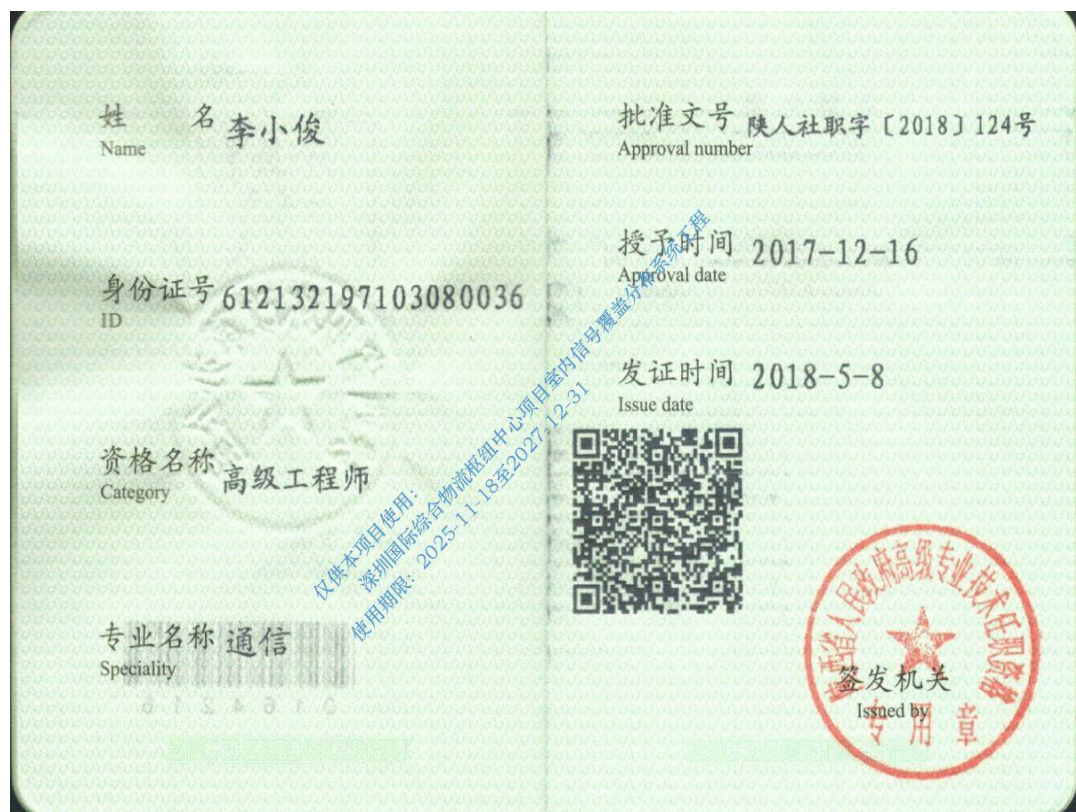 姓 名 李小俊
Name
身份证号 612132197103080036
ID
资格名称 高级工程师
Category
专业名称 通信
Speciality
批准文号 陕人社职字〔2018〕124号
Approval number
授予时间 2017-12-16
Approval date
发证时间 2018-5-8
Issue date
陕西省人民政府高级专业技术任职资格
签发机关
Issued by
专用章
仅供本项目使用：
深圳国际综合物流枢纽中心项目室内信号覆盖分布系统工程
使用期限：2025-11-18至2027-12-31